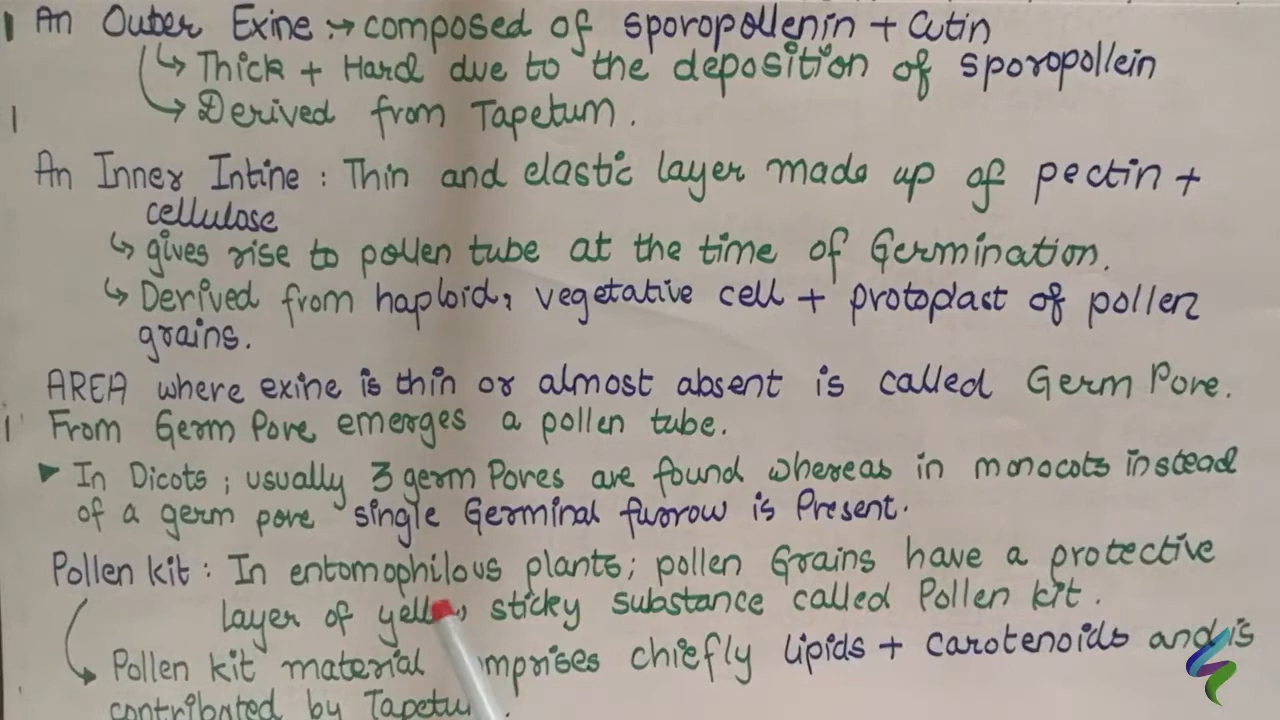 An Outer Exine :→ composed of sporopollenin + Cutin
↳ Thick + Hard due to the deposition of sporopollein
↳ Derived from Tapetum.
An Inner Intine : Thin and elastic layer made up of pectin +
cellulose
↳ gives rise to pollen tube at the time of Germination.
↳ Derived from haploid, vegetative cell + protoplast of pollen
grains.
AREA where exine is thin or almost absent is called Germ Pore.
From Germ Pore emerges a pollen tube.
▶ In Dicots ; usually 3 germ Pores are found whereas in monocots instead
of a germ pore single Germinal furrow is Present.
Pollen kit : In entomophilous plants; pollen Grains have a protective
layer of sticky substance called Pollen kit.
Pollen kit material chiefly lipids + carotenoids and is
contributed by